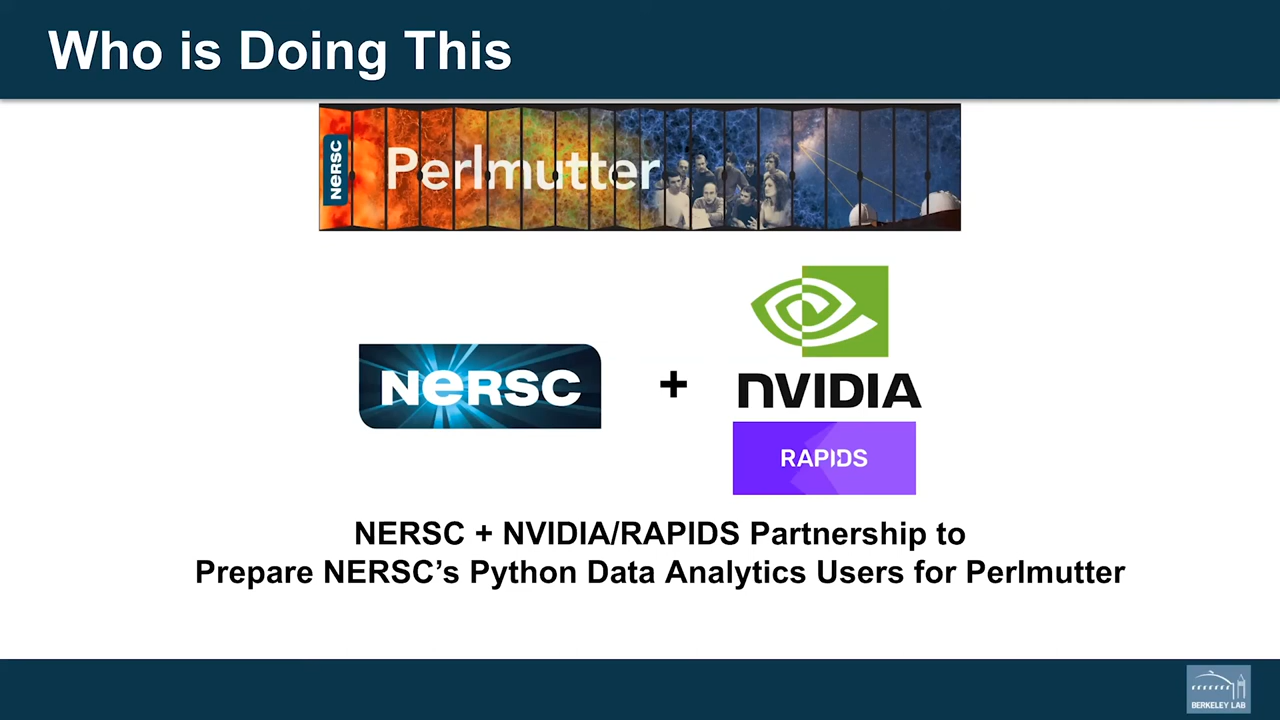 Who is Doing This
NERSC
Perlmutter
NERSC
+
NVIDIA
RAPIDS
NERSC + NVIDIA/RAPIDS Partnership to
Prepare NERSC’s Python Data Analytics Users for Perlmutter
BERKELEY LAB